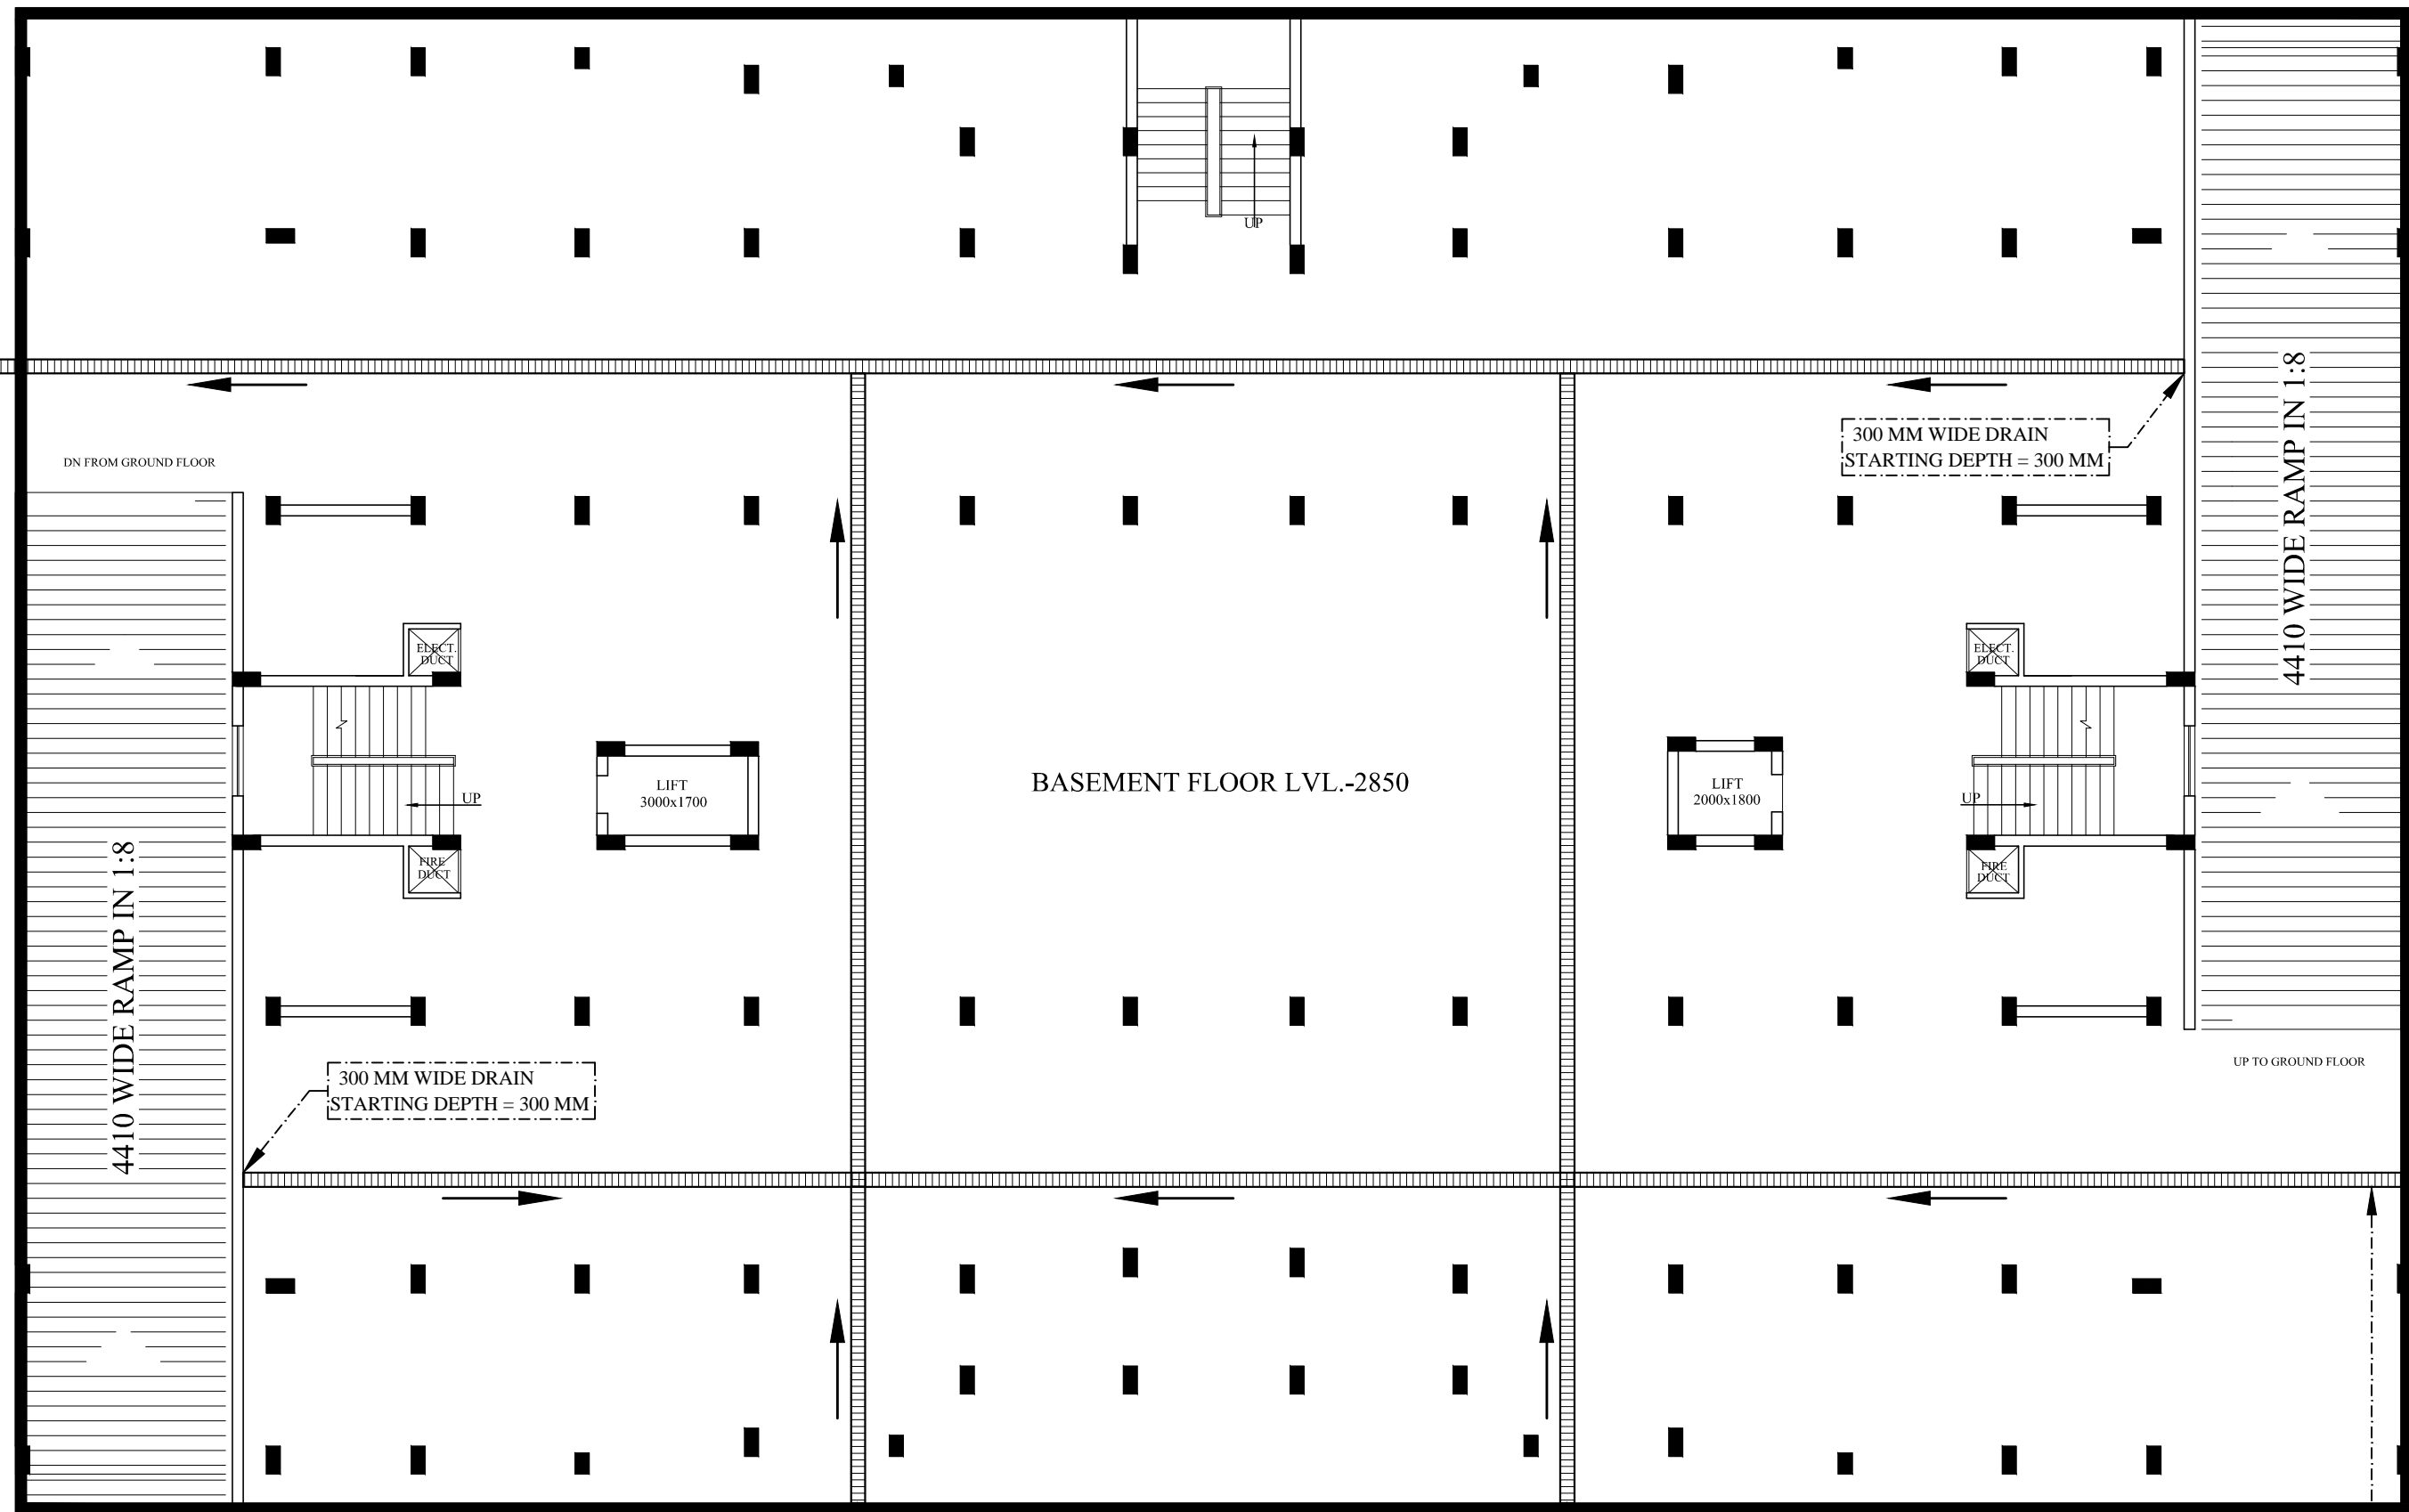 UP
300 MM WIDE DRAIN
STARTING DEPTH = 300 MM
4410 WIDE RAMP IN 1:8
DN FROM GROUND FLOOR
ELECT.
DUCT
ELECT.
DUCT
UP
LIFT
3000x1700
BASEMENT FLOOR LVL.-2850
LIFT
2000x1800
UP
FIRE
DUCT
FIRE
DUCT
4410 WIDE RAMP IN 1:8
300 MM WIDE DRAIN
STARTING DEPTH = 300 MM
UP TO GROUND FLOOR